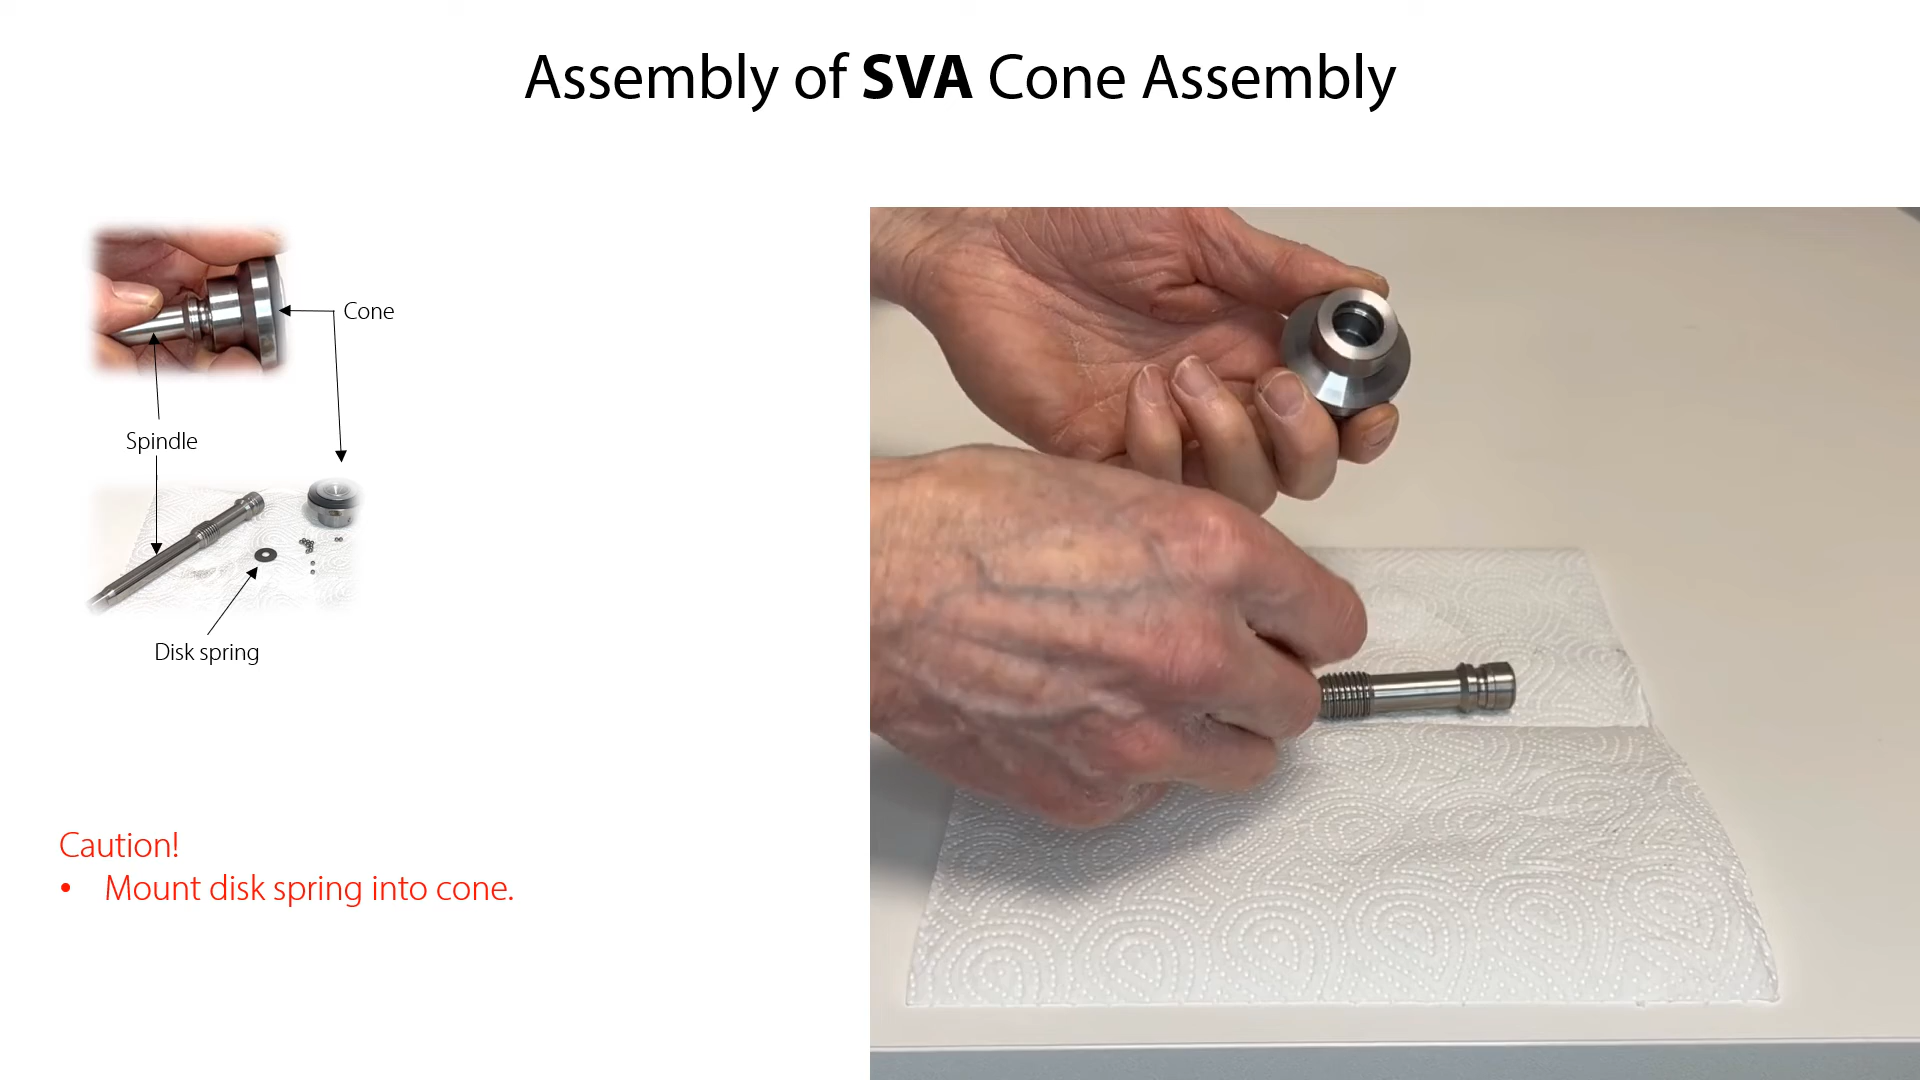 Assembly of SVA Cone Assembly
Cone
Spindle
Disk spring
Caution!
• Mount disk spring into cone.